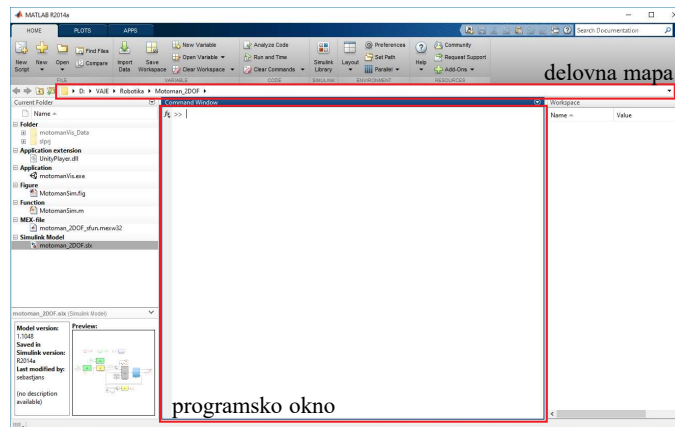 MATLAB R2014a
HOME PLOTS APPS
Search Documentation
New Script New Open Find Files Compare Import Data Save Workspace New Variable Open Variable Clear Workspace Analyze Code Run and Time Clear Commands Simulink Library Layout Preferences Set Path Parallel Help Community Request Support Add-Ons
FILE VARIABLE CODE SIMULINK ENVIRONMENT RESOURCES
delovna mapa
D: VAJE Robotika Motoman_2DOF
Current Folder
Name
Folder
motomanVis_Data
slprj
Application extension
UnityPlayer.dll
Application
motomanVis.exe
Figure
MotomanSim.fig
Function
MotomanSim.m
MEX-file
motoman_2DOF_sfun.mexw32
Simulink Model
motoman_2DOF.slx
motoman_2DOF.slx (Simulink Model)
Model version:
1.1048
Saved in
Simulink version:
R2014a
Last modified by:
sebastjans
(no description
available)
Preview:
Command Window
fx >>
programsko okno
Workspace
Name Value